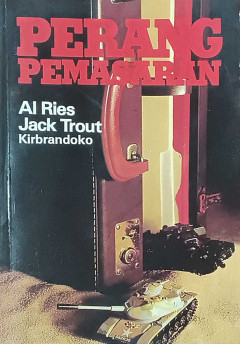 PERANG
PEMASARAN
Al Ries
Jack Trout
Kirbrandoko